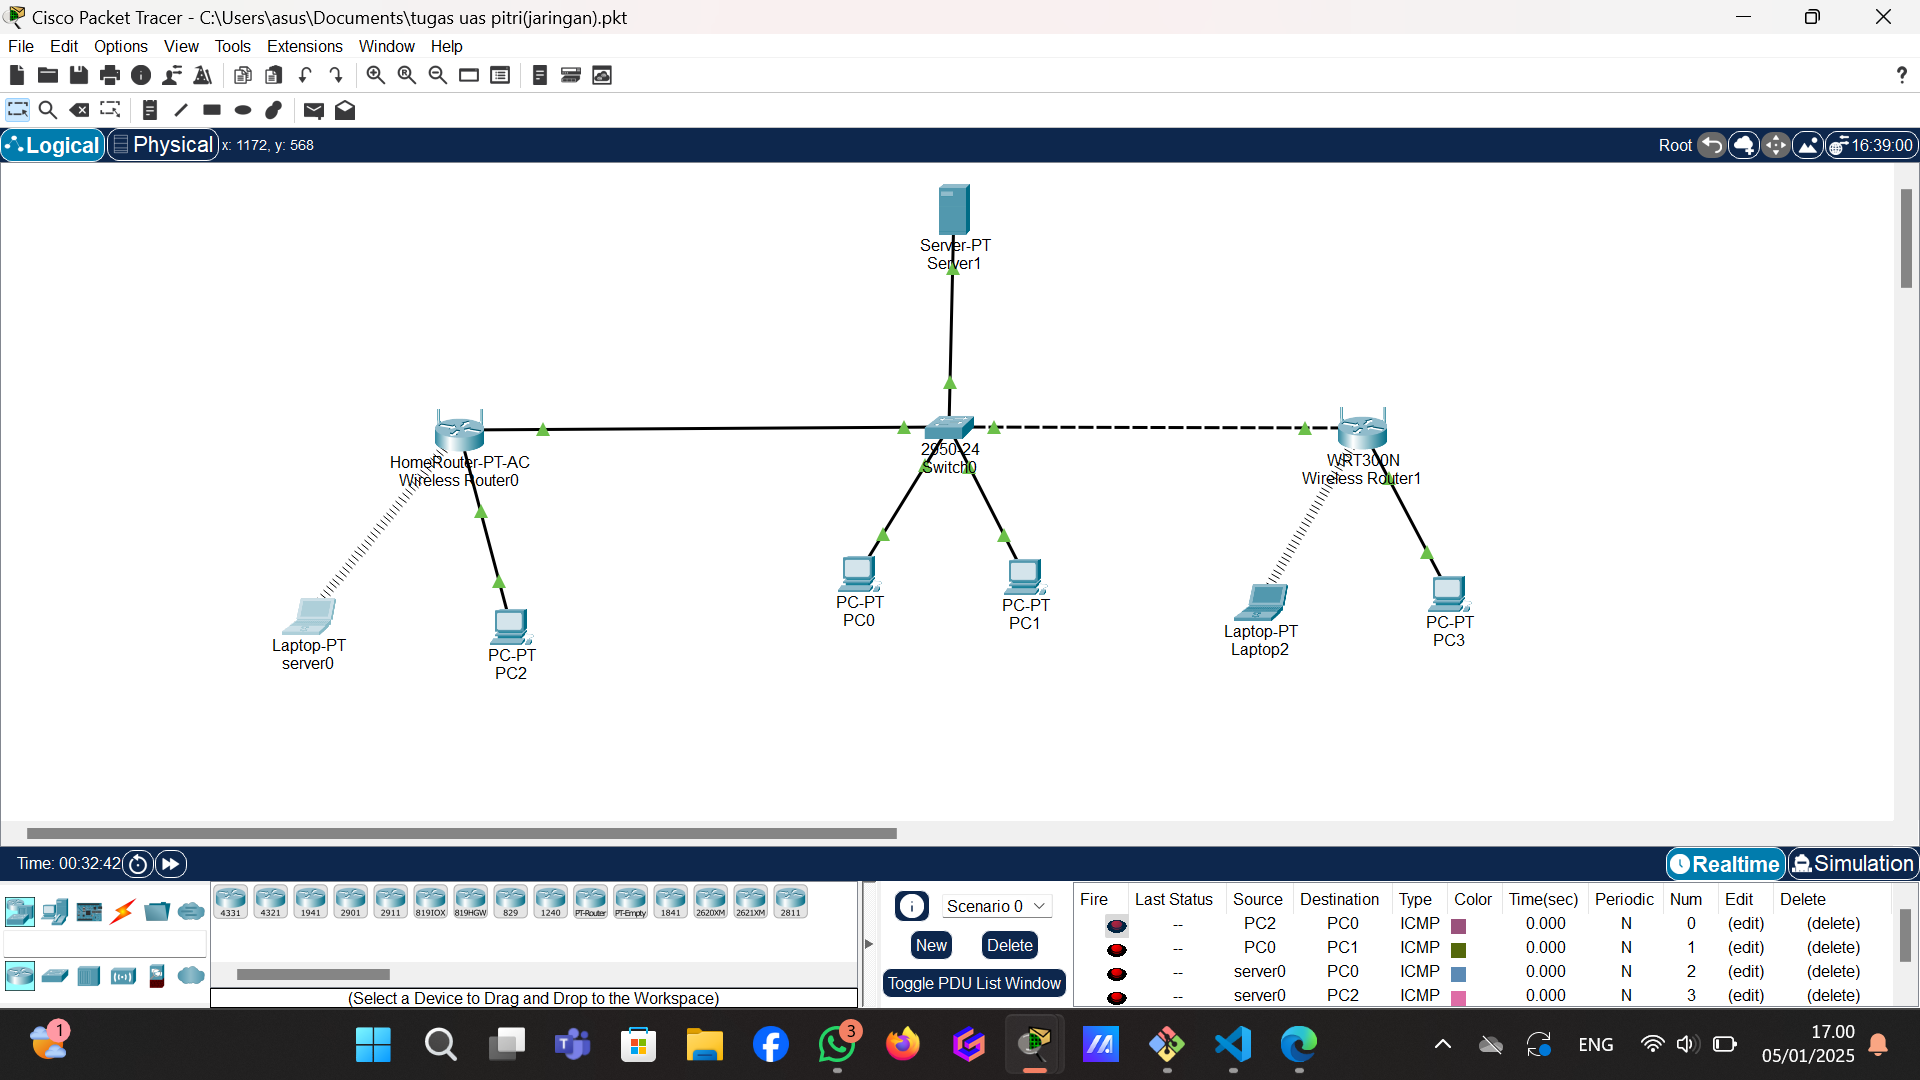 Cisco Packet Tracer - C:\Users\asus\Documents\tugas uas pitri(jaringan).pkt
File Edit Options View Tools Extensions Window Help
?
Logical Physical x: 1172, y: 568 Root 16:39:00
Server-PT
Server1
HomeRouter-PT-AC
Wireless Router0
2950-24
Switch0
WRT300N
Wireless Router1
Laptop-PT
server0
PC-PT
PC2
PC-PT
PC0
PC-PT
PC1
Laptop-PT
Laptop2
PC-PT
PC3
Time: 00:32:42 Realtime Simulation
4331 4321 1941 2901 2911 819IOX 819HGW 829 1240 PT-Router PT-Empty 1841 2620XM 2621XM 2811
(Select a Device to Drag and Drop to the Workspace)
Scenario 0
New Delete
Toggle PDU List Window
Fire Last Status Source Destination Type Color Time(sec) Periodic Num Edit Delete
-- PC2 PC0 ICMP 0.000 N 0 (edit) (delete)
-- PC0 PC1 ICMP 0.000 N 1 (edit) (delete)
-- server0 PC0 ICMP 0.000 N 2 (edit) (delete)
-- server0 PC2 ICMP 0.000 N 3 (edit) (delete)
1
3
ENG
17.00
05/01/2025